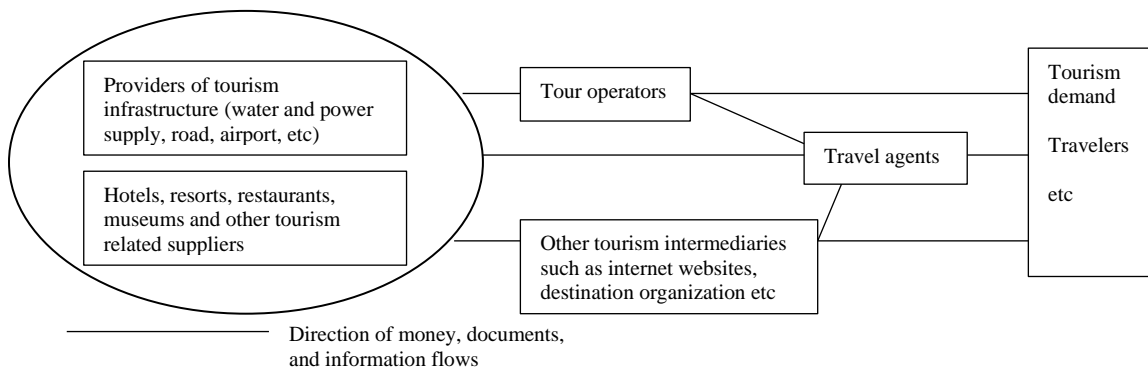 Providers of tourism
infrastructure (water and power
supply, road, airport, etc)
Hotels, resorts, restaurants,
museums and other tourism
related suppliers
Tour operators
Travel agents
Other tourism intermediaries
such as internet websites,
destination organization etc
Tourism
demand
Travelers
etc
Direction of money, documents,
and information flows